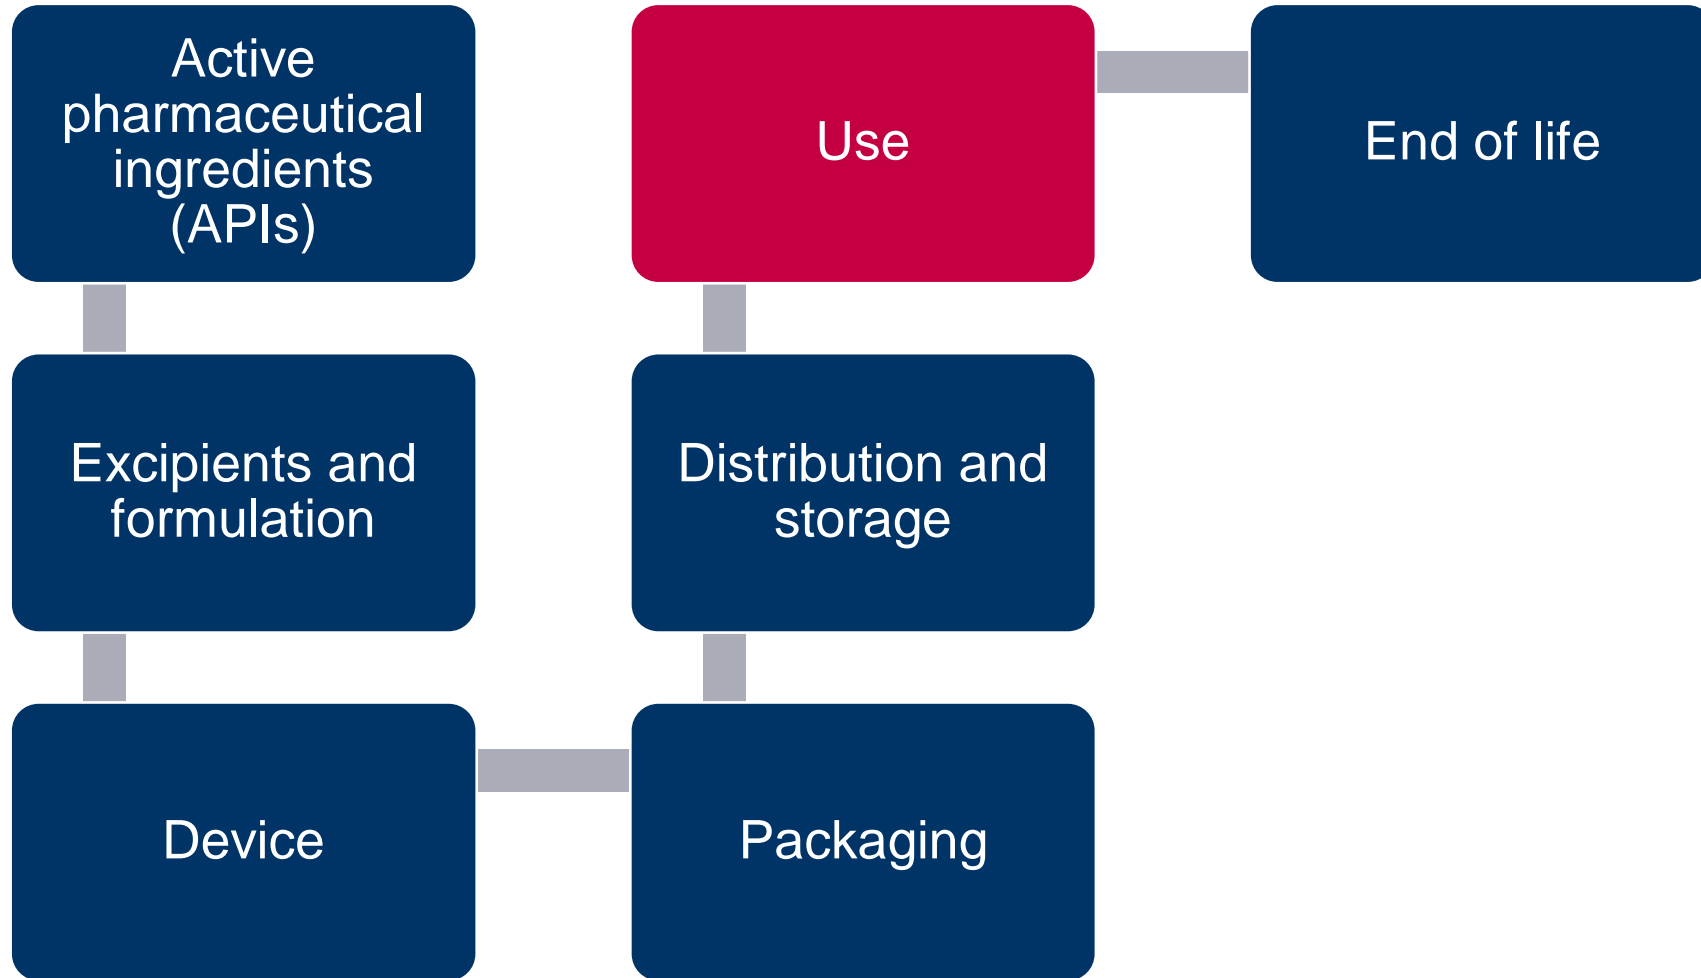 Active
pharmaceutical
ingredients
(APIs)
Excipients and
formulation
Device
Packaging
Distribution and
storage
Use
End of life